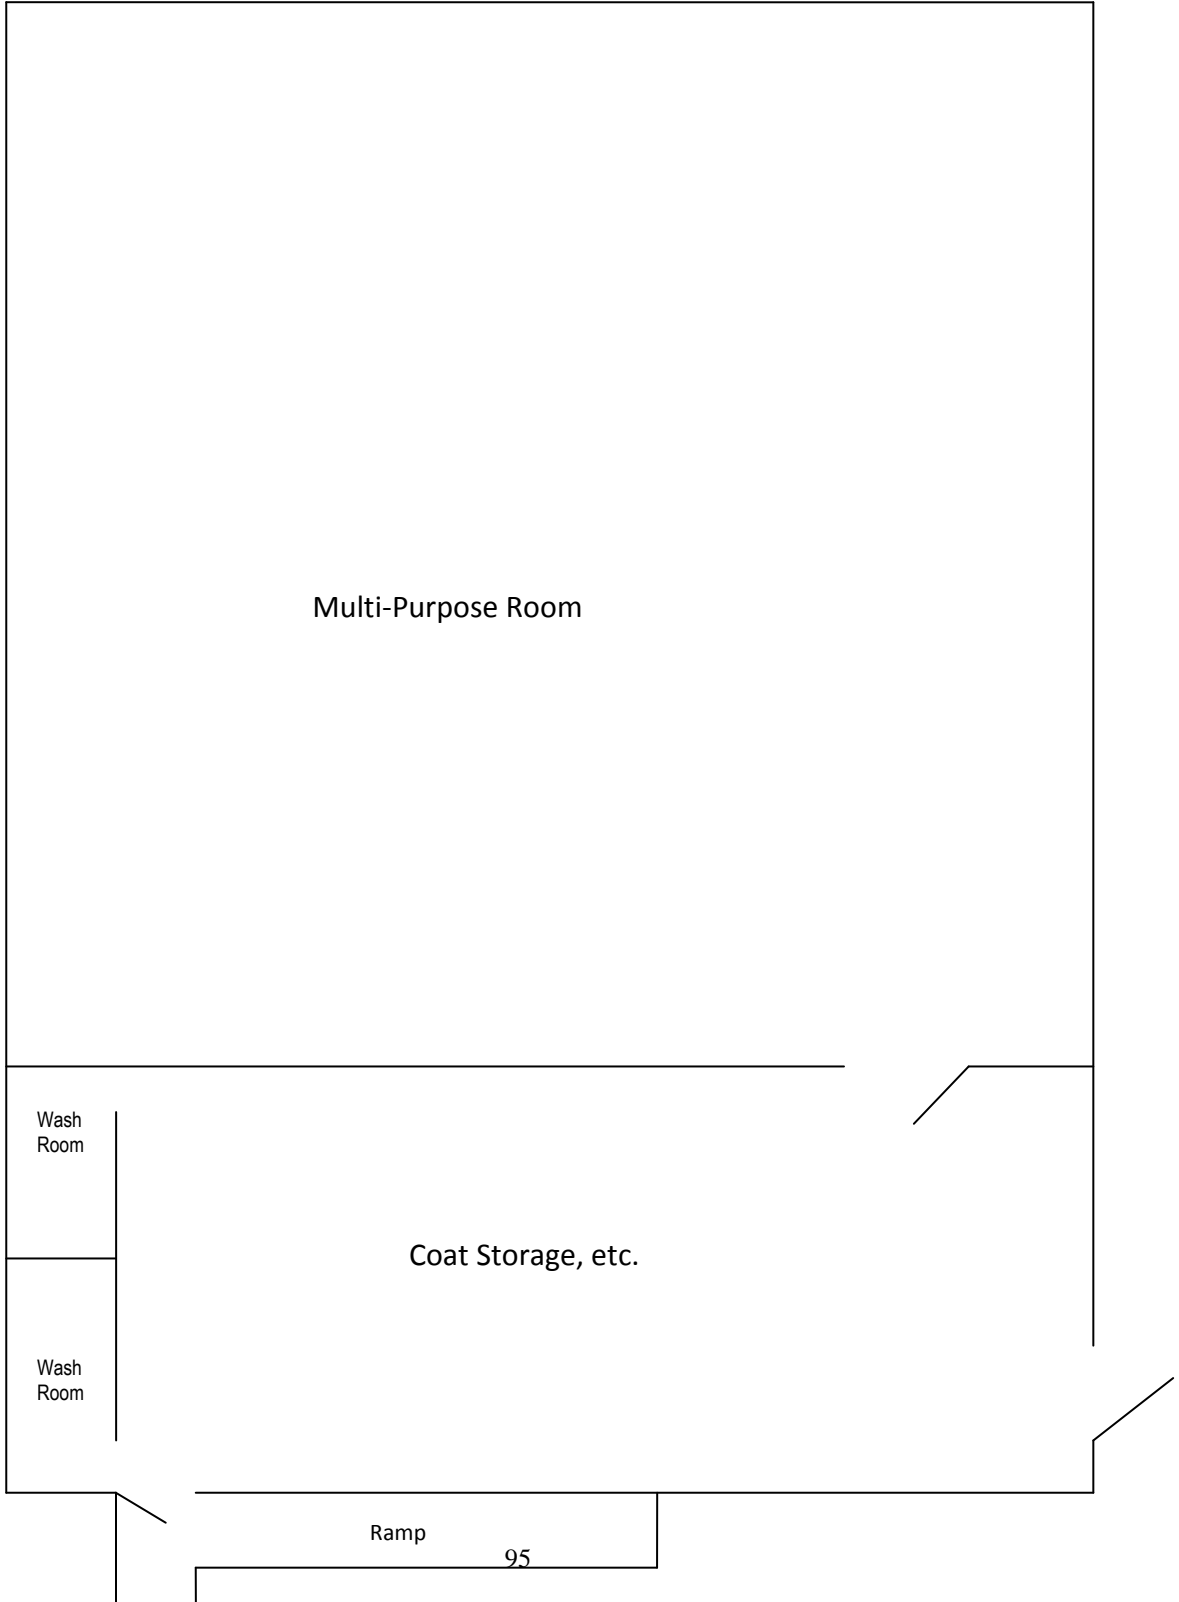 Multi-Purpose Room
Wash
Room
Coat Storage, etc.
Wash
Room
Ramp
95